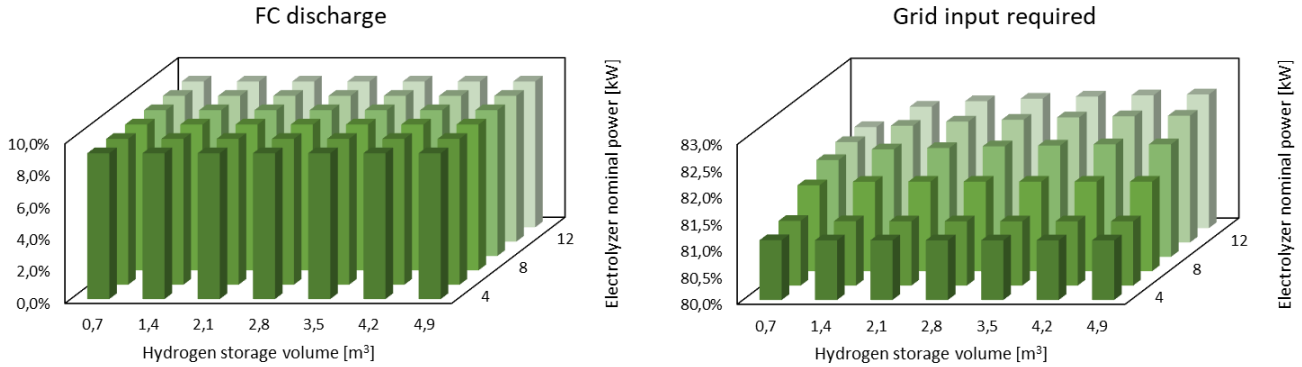 FC discharge
10,0%
8,0%
6,0%
4,0%
2,0%
0,0%
0,7 1,4 2,1 2,8 3,5 4,2 4,9
Hydrogen storage volume [m³]
4
8
12
Electrolyzer nominal power [kW]
Grid input required
83,0%
82,5%
82,0%
81,5%
81,0%
80,5%
80,0%
0,7 1,4 2,1 2,8 3,5 4,2 4,9
Hydrogen storage volume [m³]
4
8
12
Electrolyzer nominal power [kW]